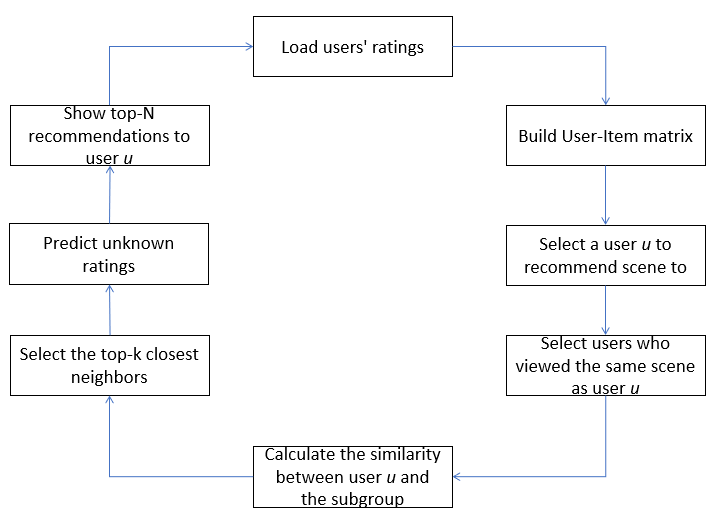 Load users' ratings
Build User-Item matrix
Select a user u to
recommend scene to
Select users who
viewed the same scene
as user u
Calculate the similarity
between user u and
the subgroup
Select the top-k closest
neighbors
Predict unknown
ratings
Show top-N
recommendations to
user u